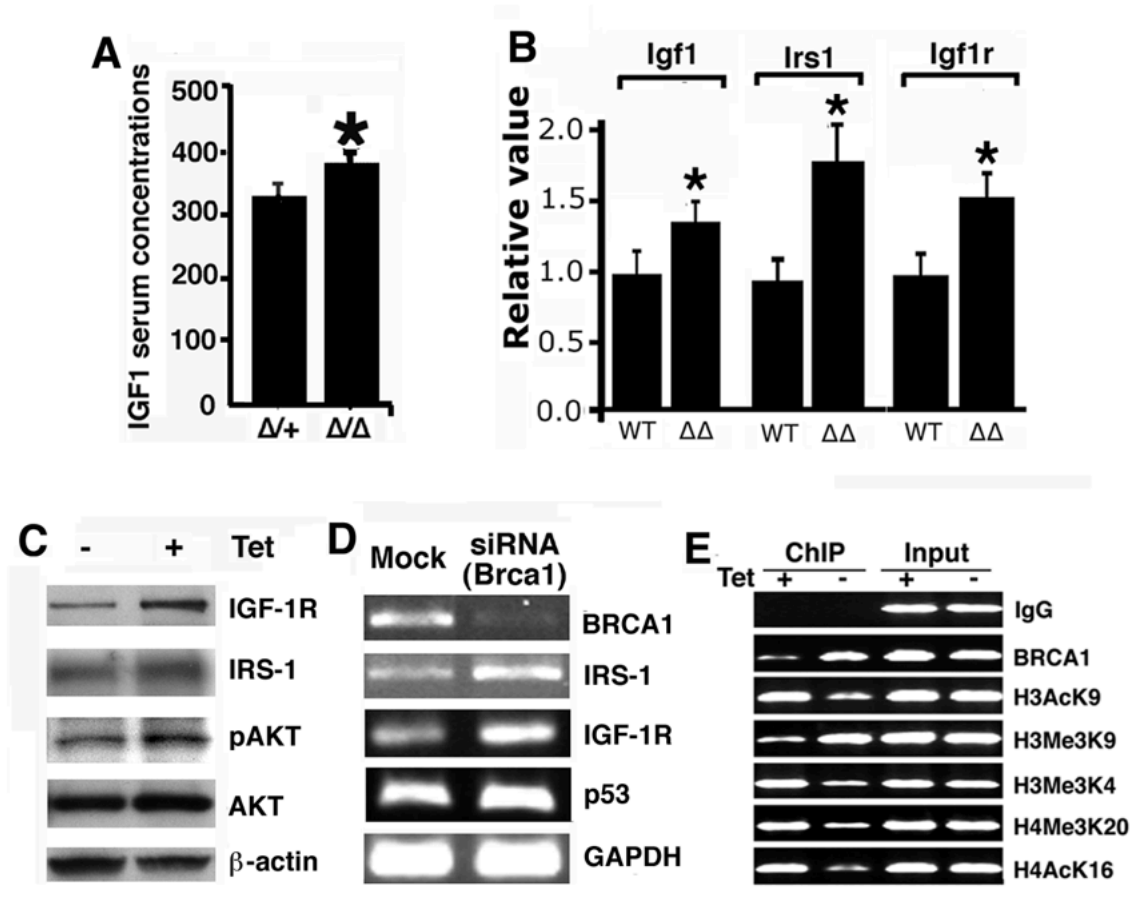 A
IGF1 serum concentrations
500
400
300
200
100
0
*
Δ/+ Δ/Δ
B
Relative value
Igf1 Irs1 Igf1r
2.0
1.5
1.0
0.5
0.0
* * *
WT ΔΔ WT ΔΔ WT ΔΔ
C
- + Tet
IGF-1R
IRS-1
pAKT
AKT
β-actin
D
Mock siRNA
(Brca1)
BRCA1
IRS-1
IGF-1R
p53
GAPDH
E
ChIP Input
Tet + - + -
IgG
BRCA1
H3AcK9
H3Me3K9
H3Me3K4
H4Me3K20
H4AcK16